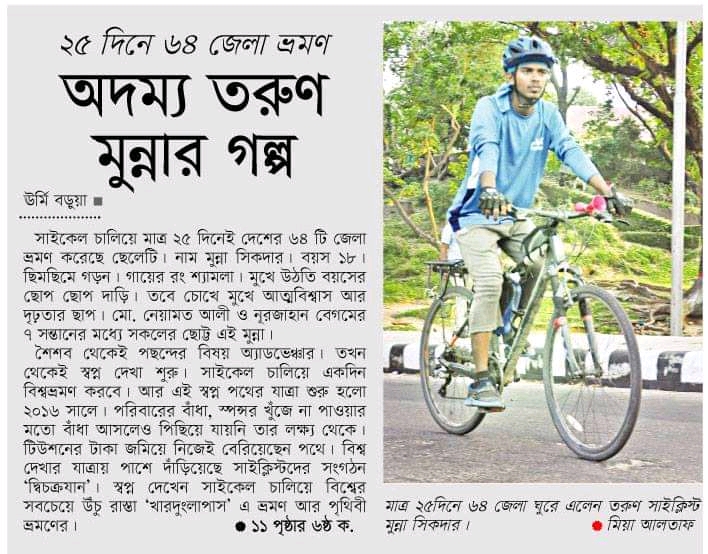 ২৫ দিনে ৬৪ জেলা ভ্রমণ
অদম্য তরুণ
মুন্নার গল্প
উর্মি বড়ুয়া ■
সাইকেল চালিয়ে মাত্র ২৫ দিনেই দেশের ৬৪ টি জেলা
ভ্রমণ করেছে ছেলেটি। নাম মুন্না সিকদার। বয়স ১৮।
ছিমছিমে গড়ন। গায়ের রং শ্যামলা। মুখে উঠতি বয়সের
ছোপ ছোপ দাড়ি। তবে চোখে মুখে আত্মবিশ্বাস আর
দৃঢ়তার ছাপ। মো. নেয়ামত আলী ও নূরজাহান বেগমের
৭ সন্তানের মধ্যে সকলের ছোট্ট এই মুন্না।
শৈশব থেকেই পছন্দের বিষয় অ্যাডভেঞ্চার। তখন
থেকেই স্বপ্ন দেখা শুরু। সাইকেল চালিয়ে একদিন
বিশ্বভ্রমণ করবে। আর এই স্বপ্ন পথের যাত্রা শুরু হলো
২০১৬ সালে। পরিবারের বাঁধা, স্পন্সর খুঁজে না পাওয়ার
মতো বাঁধা আসলেও পিছিয়ে যায়নি তার লক্ষ্য থেকে।
টিউশনের টাকা জমিয়ে নিজেই বেরিয়েছেন পথে। বিশ্ব
দেখার যাত্রায় পাশে দাঁড়িয়েছে সাইক্লিস্টদের সংগঠন
‘দ্বিচক্রযান’। স্বপ্ন দেখেন সাইকেল চালিয়ে বিশ্বের
সবচেয়ে উঁচু রাস্তা ‘খারদুংলাপাস’ এ ভ্রমণ আর পৃথিবী
ভ্রমণের। ● ১১ পৃষ্ঠার ৬ষ্ঠ ক.
মাত্র ২৫দিনে ৬৪ জেলা ঘুরে এলেন তরুণ সাইক্লিস্ট
মুন্না সিকদার। ● মিয়া আলতাফ